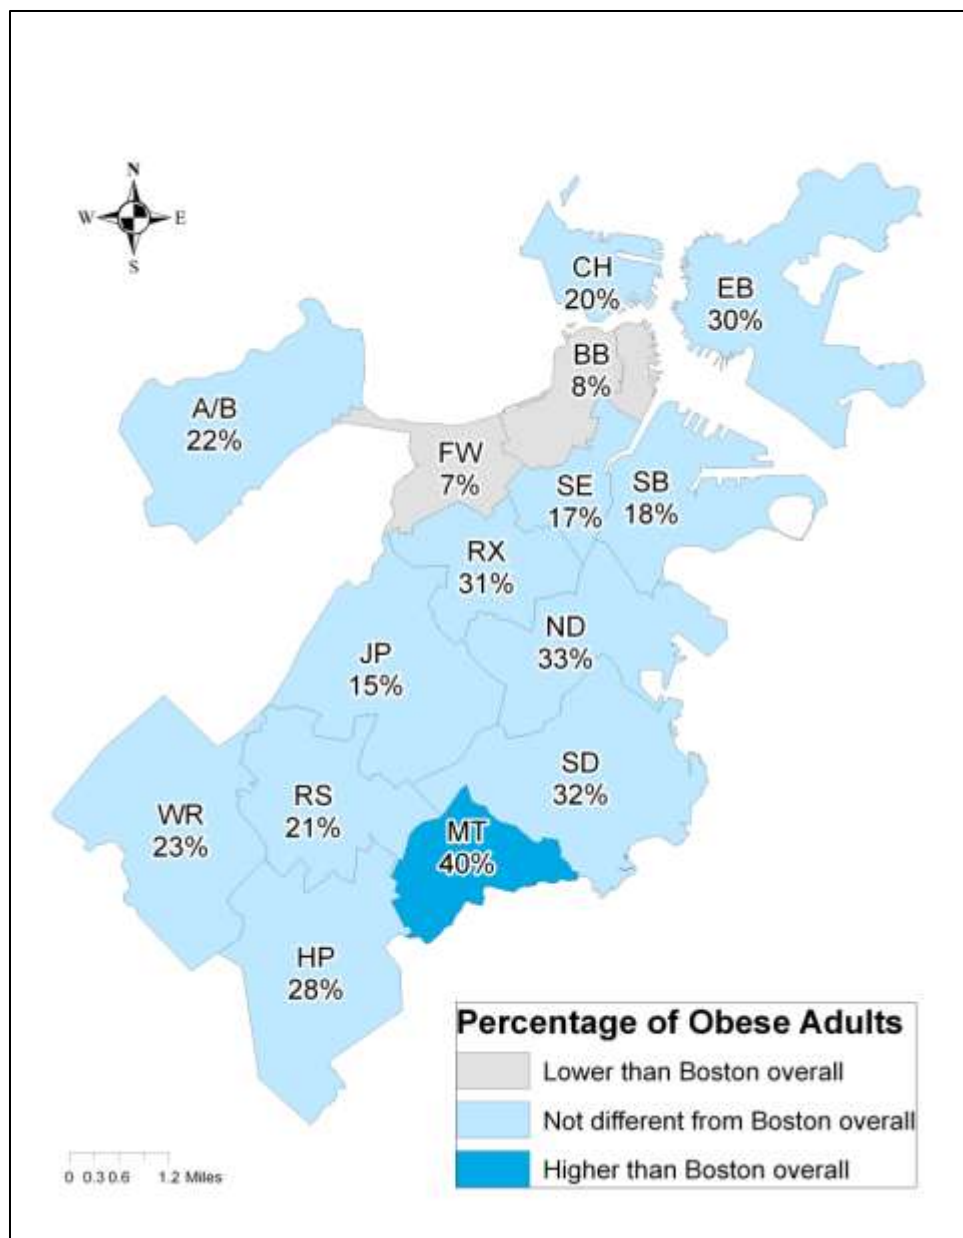 N
W E
S
CH
20%
EB
30%
BB
8%
A/B
22%
FW
7%
SE
17%
SB
18%
RX
31%
ND
33%
JP
15%
SD
32%
RS
21%
WR
23%
MT
40%
HP
28%
Percentage of Obese Adults
Lower than Boston overall
Not different from Boston overall
Higher than Boston overall
0 0.3 0.6 1.2 Miles